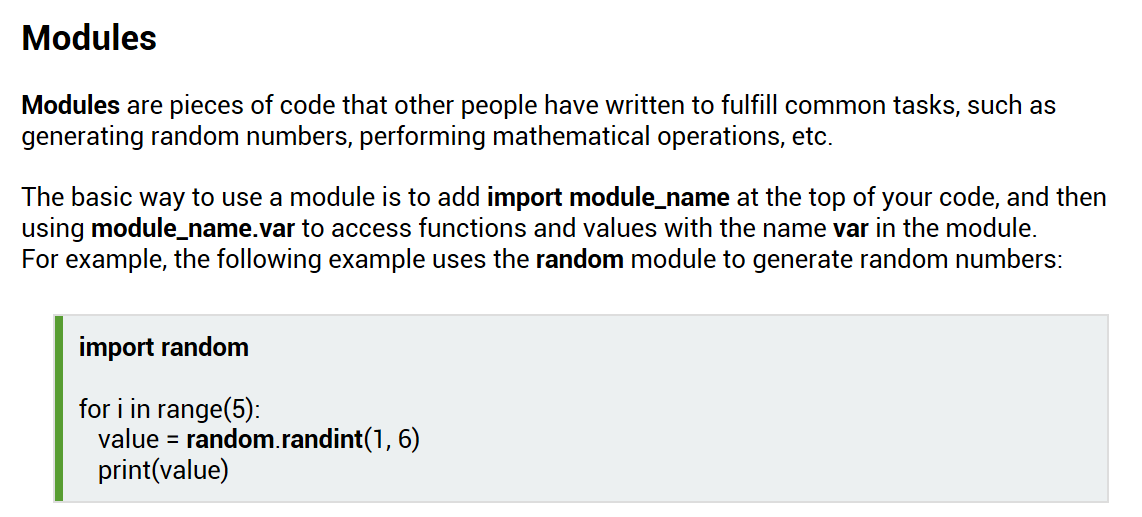 Modules
Modules are pieces of code that other people have written to fulfill common tasks, such as
generating random numbers, performing mathematical operations, etc.
The basic way to use a module is to add import module_name at the top of your code, and then
using module_name.var to access functions and values with the name var in the module.
For example, the following example uses the random module to generate random numbers:
import random
for i in range(5):
value = random.randint(1, 6)
print(value)